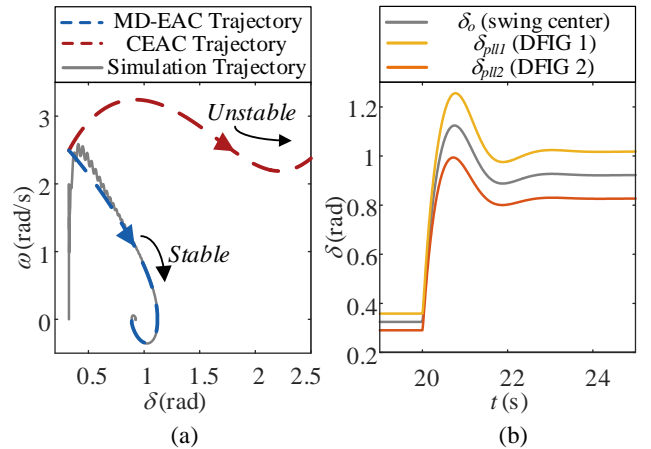 MD-EAC Trajectory
CEAC Trajectory
Simulation Trajectory
Unstable
Stable
3
2
1
0
ω(rad/s)
0.5
1
1.5
2
2.5
δ(rad)
(a)
δo (swing center)
δpll1 (DFIG 1)
δpll2 (DFIG 2)
1.2
1
0.8
0.6
0.4
0.2
δ(rad)
20
22
24
t(s)
(b)